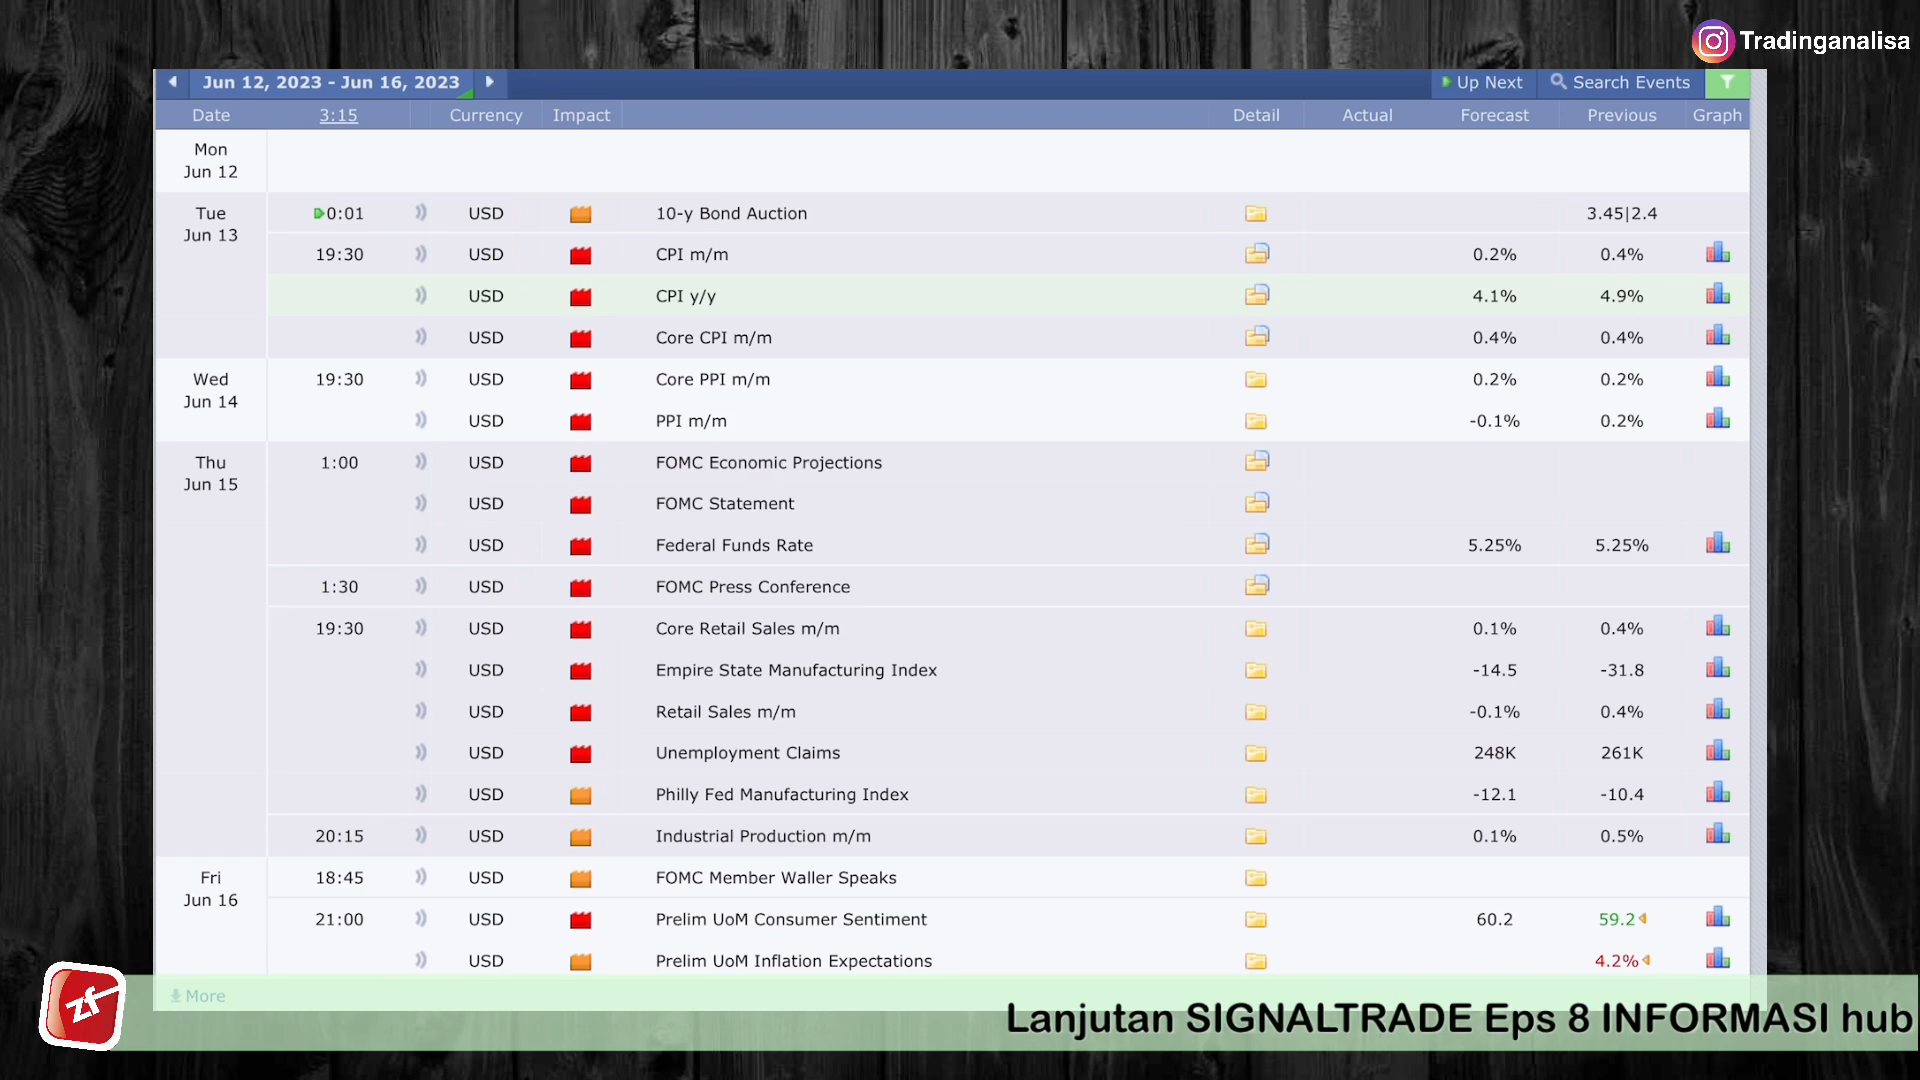 Tradinganalisa
Jun 12, 2023 - Jun 16, 2023 Up Next Search Events
Date 3:15 Currency Impact Detail Actual Forecast Previous Graph
Mon
Jun 12
Tue
Jun 13
0:01 USD 10-y Bond Auction 3.45|2.4
19:30 USD CPI m/m 0.2% 0.4%
USD CPI y/y 4.1% 4.9%
USD Core CPI m/m 0.4% 0.4%
Wed
Jun 14
19:30 USD Core PPI m/m 0.2% 0.2%
USD PPI m/m -0.1% 0.2%
Thu
Jun 15
1:00 USD FOMC Economic Projections
USD FOMC Statement
USD Federal Funds Rate 5.25% 5.25%
1:30 USD FOMC Press Conference
19:30 USD Core Retail Sales m/m 0.1% 0.4%
USD Empire State Manufacturing Index -14.5 -31.8
USD Retail Sales m/m -0.1% 0.4%
USD Unemployment Claims 248K 261K
USD Philly Fed Manufacturing Index -12.1 -10.4
20:15 USD Industrial Production m/m 0.1% 0.5%
Fri
Jun 16
18:45 USD FOMC Member Waller Speaks
21:00 USD Prelim UoM Consumer Sentiment 60.2 59.2
USD Prelim UoM Inflation Expectations 4.2%
More
zf
Lanjutan SIGNALTRADE Eps 8 INFORMASI hub